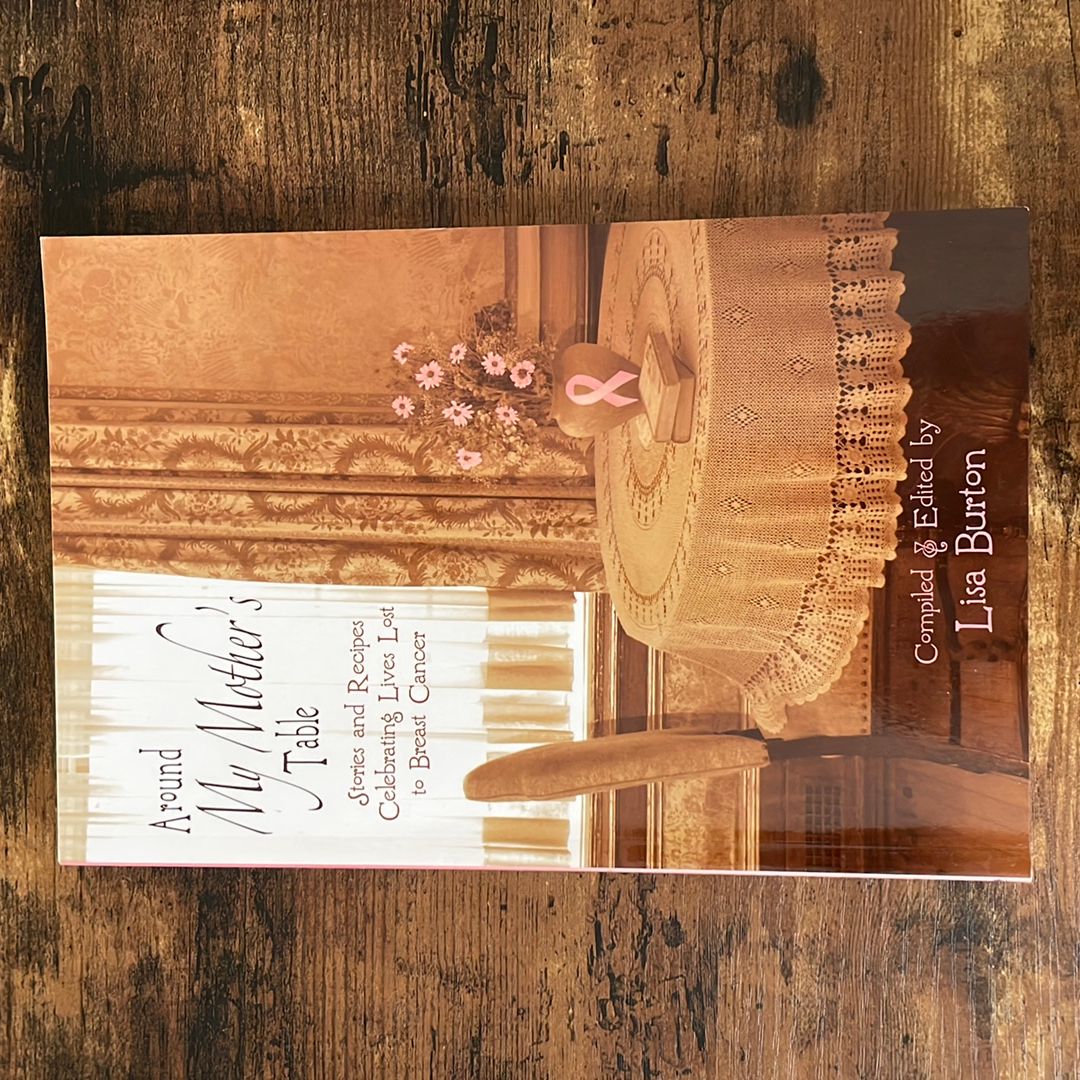 Around
My Mother's
Table
Stories and Recipes
Celebrating Lives Lost
to Breast Cancer
Compiled & Edited by
Lisa Burton